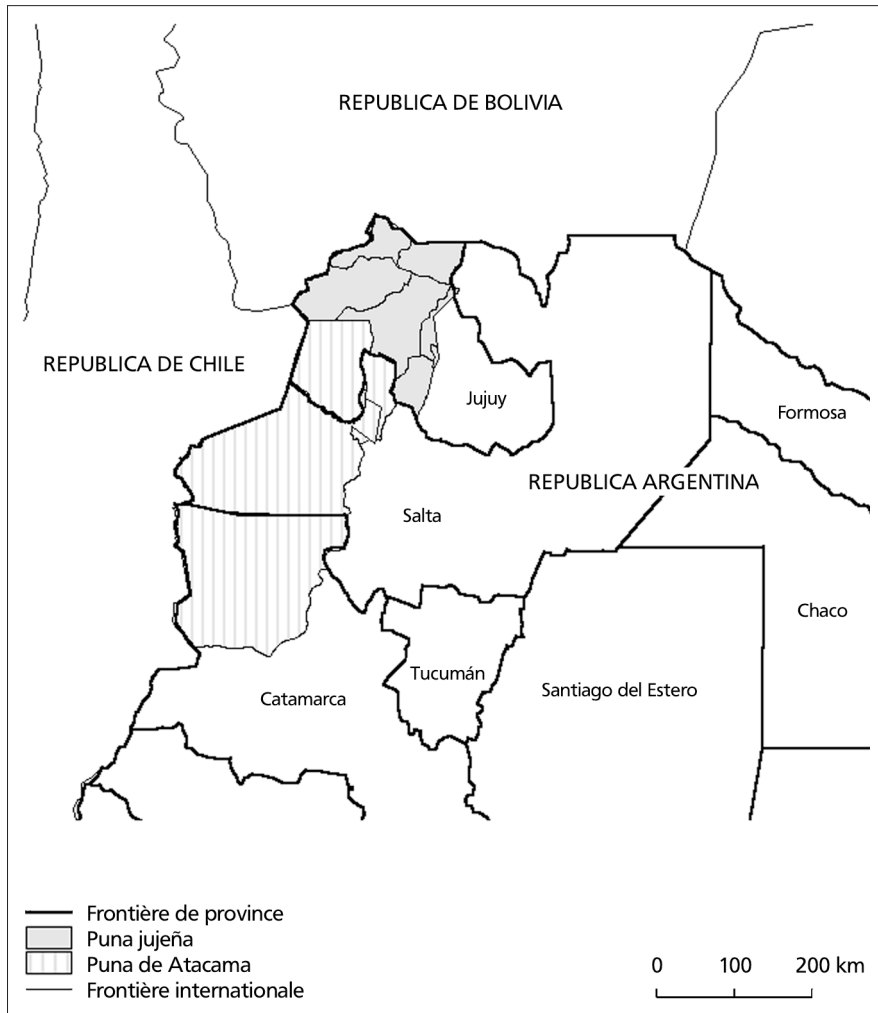 REPUBLICA DE BOLIVIA
REPUBLICA DE CHILE
Jujuy
Formosa
REPUBLICA ARGENTINA
Salta
Chaco
Tucumán
Santiago del Estero
Catamarca
Frontière de province
Puna jujeña
Puna de Atacama
Frontière internationale
0 100 200 km